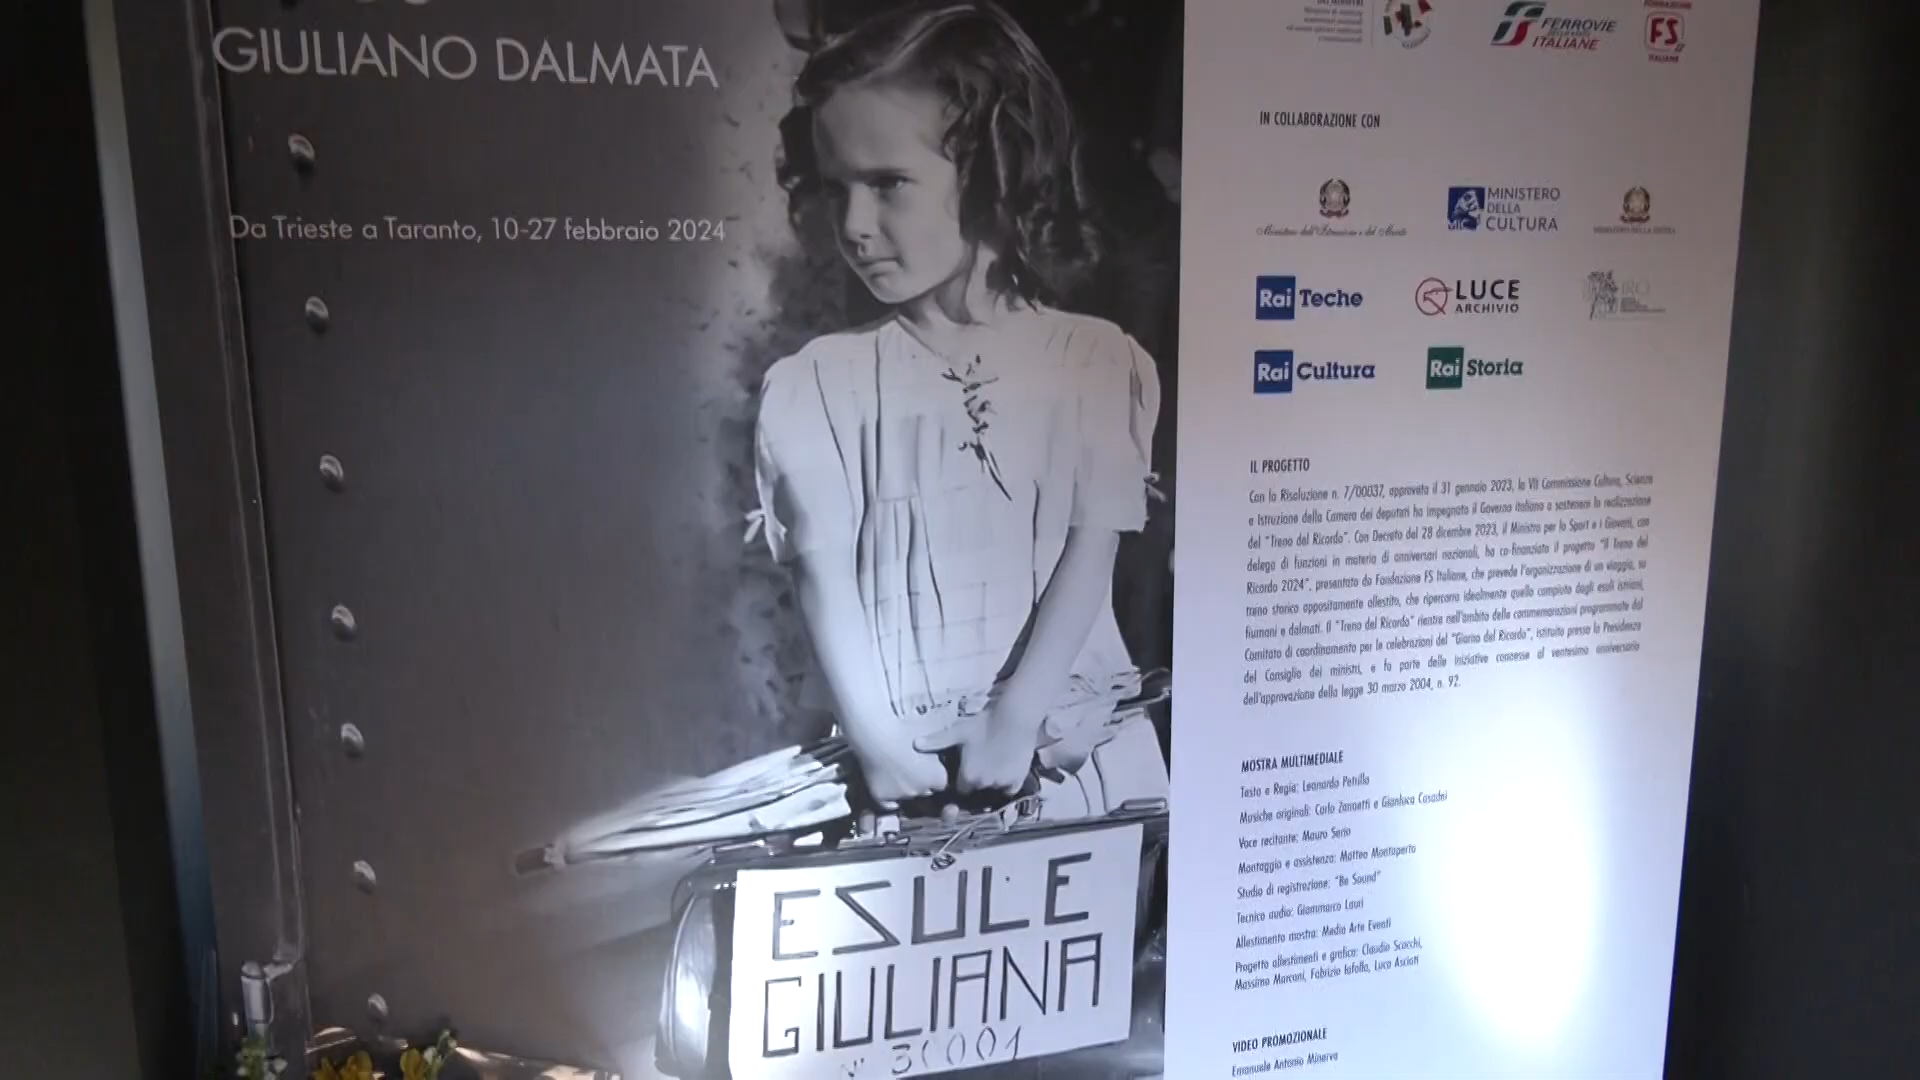 GIULIANO DALMATA
Da Trieste a Taranto, 10-27 febbraio 2024
ESULE
GIULIANA
N° 30001
FERROVIE
ITALIANE
FS
ITALIANE
IN COLLABORAZIONE CON
Ministero dell'Istruzione e del Merito
MIC
MINISTERO
DELLA
CULTURA
Rai Teche
LUCE
ARCHIVIO
Rai Cultura
Rai Storia
IL PROGETTO
Con la Risoluzione n. 7/00037, approvata il 31 gennaio 2023, la VII Commissione Cultura, Scienza
e Istruzione della Camera dei deputati ha impegnato il Governo italiano a sostenere la realizzazione
del "Treno del Ricordo". Con Decreto del 28 dicembre 2023, il Ministro per lo Sport e i Giovani, con
delega di funzioni in materia di anniversari nazionali, ha co-finanziato il progetto "Il Treno del
Ricordo 2024", presentato da Fondazione FS Italiane, che prevede l'organizzazione di un viaggio, su
treno storico appositamente allestito, che ripercorra idealmente quello compiuto dagli esuli istriani,
fiumani e dalmati. Il "Treno del Ricordo" rientra nell'ambito delle commemorazioni programmate dal
Comitato di coordinamento per le celebrazioni del "Giorno del Ricordo", istituito presso la Presidenza
del Consiglio dei ministri, e fa parte delle iniziative connesse al ventesimo anniversario
dell'approvazione della legge 30 marzo 2004, n. 92.
MOSTRA MULTIMEDIALE
Testo e Regia: Leonardo Petrillo
Musiche originali: Carlo Zanaetti e Gianluca Casadei
Voce recitante: Mauro Serio
Montaggio e assistenza: Matteo Montaperto
Studio di registrazione: "Be Sound"
Tecnico audio: Giammarco Lauri
Allestimento mostra: Media Arte Eventi
Progetto allestimenti e grafica: Claudio Scacchi,
Massimo Marconi, Fabrizio Iafolla, Luca Asciati
VIDEO PROMOZIONALE
Emanuele Antonio Minerva